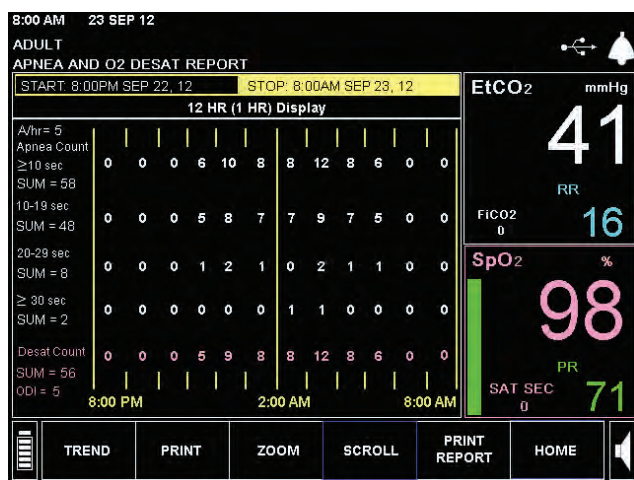 8:00 AM 23 SEP 12
ADULT
APNEA AND O2 DESAT REPORT
START: 8:00PM SEP 22, 12 STOP: 8:00AM SEP 23, 12
12 HR (1 HR) Display
A/hr= 5
Apnea Count
≥10 sec 0 0 0 6 10 8 8 12 8 6 0 0
SUM = 58
10-19 sec
SUM = 48 0 0 0 5 8 7 7 9 7 5 0 0
20-29 sec
SUM = 8 0 0 0 1 2 1 0 2 1 1 0 0
≥ 30 sec
SUM = 2 0 0 0 0 0 0 1 1 0 0 0 0
Desat Count 0 0 0 5 9 8 8 12 8 6 0 0
SUM = 56
ODI = 5
8:00 PM 2:00 AM 8:00 AM
EtCO2 mmHg
41
RR
FiCO2
0
16
SpO2 %
98
PR
SAT SEC
0
71
TREND PRINT ZOOM SCROLL PRINT REPORT HOME